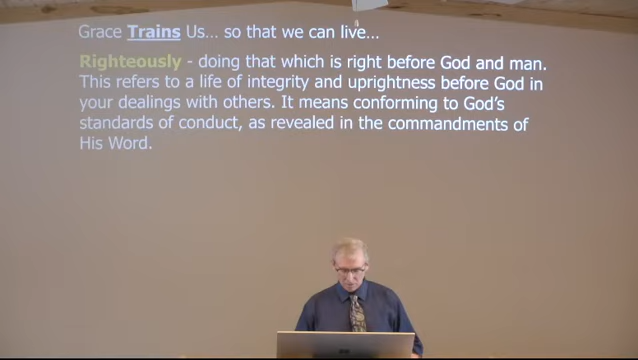 Grace Trains Us... so that we can live...
Righteously - doing that which is right before God and man.
This refers to a life of integrity and uprightness before God in
your dealings with others. It means conforming to God's
standards of conduct, as revealed in the commandments of
His Word.